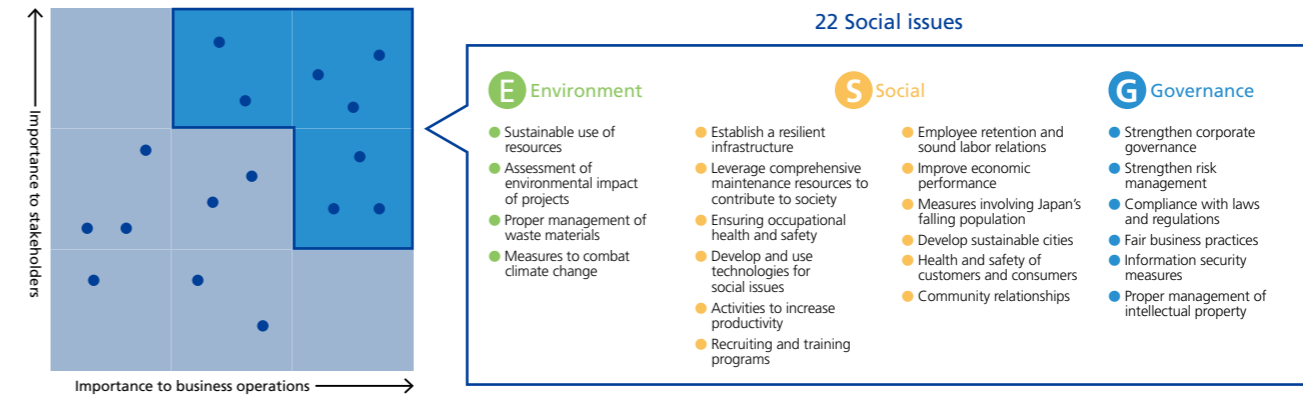 Importance to stakeholders
Importance to business operations
22 Social issues
E Environment
Sustainable use of
resources
Assessment of
environmental impact
of projects
Proper management of
waste materials
Measures to combat
climate change
S Social
Establish a resilient
infrastructure
Leverage comprehensive
maintenance resources to
contribute to society
Ensuring occupational
health and safety
Develop and use
technologies for
social issues
Activities to increase
productivity
Recruiting and training
programs
Employee retention and
sound labor relations
Improve economic
performance
Measures involving Japan's
falling population
Develop sustainable cities
Health and safety of
customers and consumers
Community relationships
G Governance
Strengthen corporate
governance
Strengthen risk
management
Compliance with laws
and regulations
Fair business practices
Information security
measures
Proper management of
intellectual property